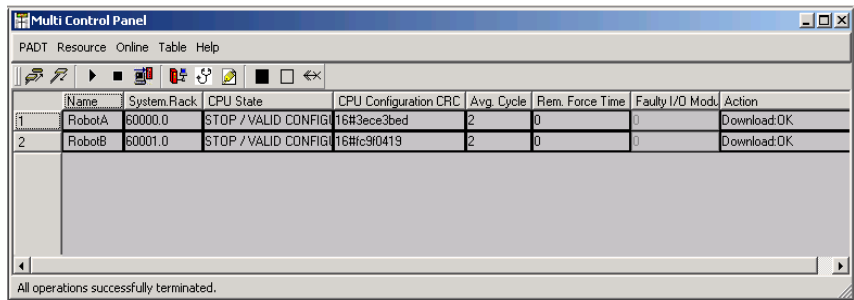 Multi Control Panel
PADT Resource Online Table Help
Name System.Rack CPU State CPU Configuration CRC Avg. Cycle Rem. Force Time Faulty I/O Modu Action
1 RobotA 60000.0 STOP / VALID CONFIGU 16#3ece3bed 2 0 0 Download:OK
2 RobotB 60001.0 STOP / VALID CONFIGU 16#fc9f0419 2 0 0 Download:OK
All operations successfully terminated.